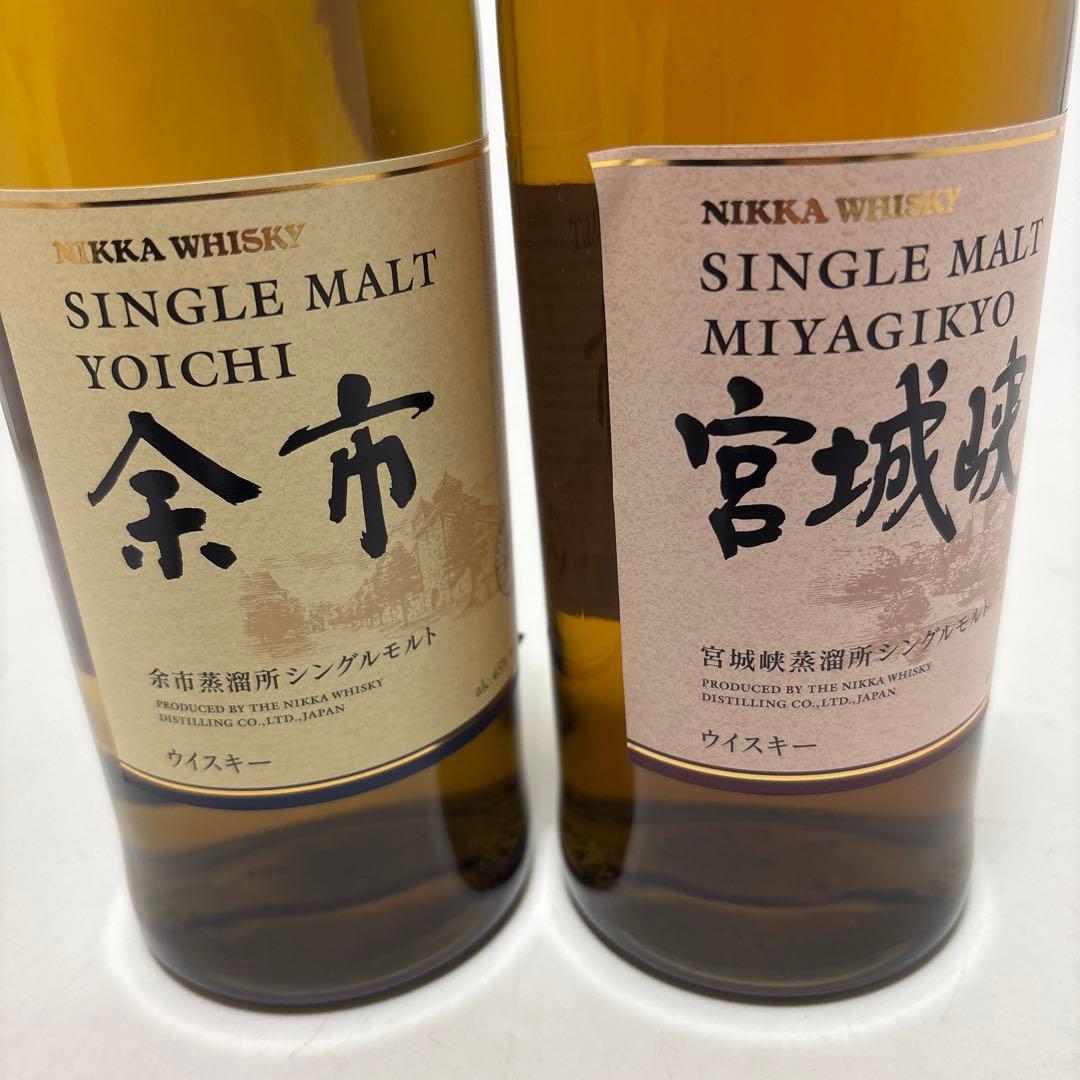 NIKKA WHISKY
SINGLE MALT
YOICHI
余市
余市蒸溜所シングルモルト
PRODUCED BY THE NIKKA WHISKY
DISTILLING CO.,LTD.,JAPAN
alc.45%
ウイスキー
NIKKA WHISKY
SINGLE MALT
MIYAGIKYO
宮城峡
宮城峡蒸溜所シングルモルト
PRODUCED BY THE NIKKA WHISKY
DISTILLING CO.,LTD.,JAPAN
ウイスキー